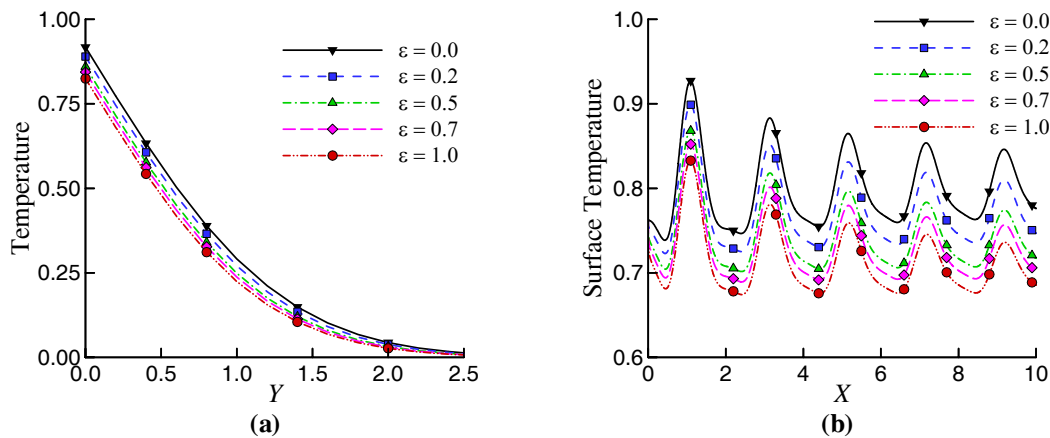 1.00
0.75
0.50
0.25
0.00
Temperature
0.0 0.5 1.0 1.5 2.0 2.5
Y
ε = 0.0
ε = 0.2
ε = 0.5
ε = 0.7
ε = 1.0
(a)
1.0
0.9
0.8
0.7
0.6
Surface Temperature
0 2 4 6 8 10
X
ε = 0.0
ε = 0.2
ε = 0.5
ε = 0.7
ε = 1.0
(b)